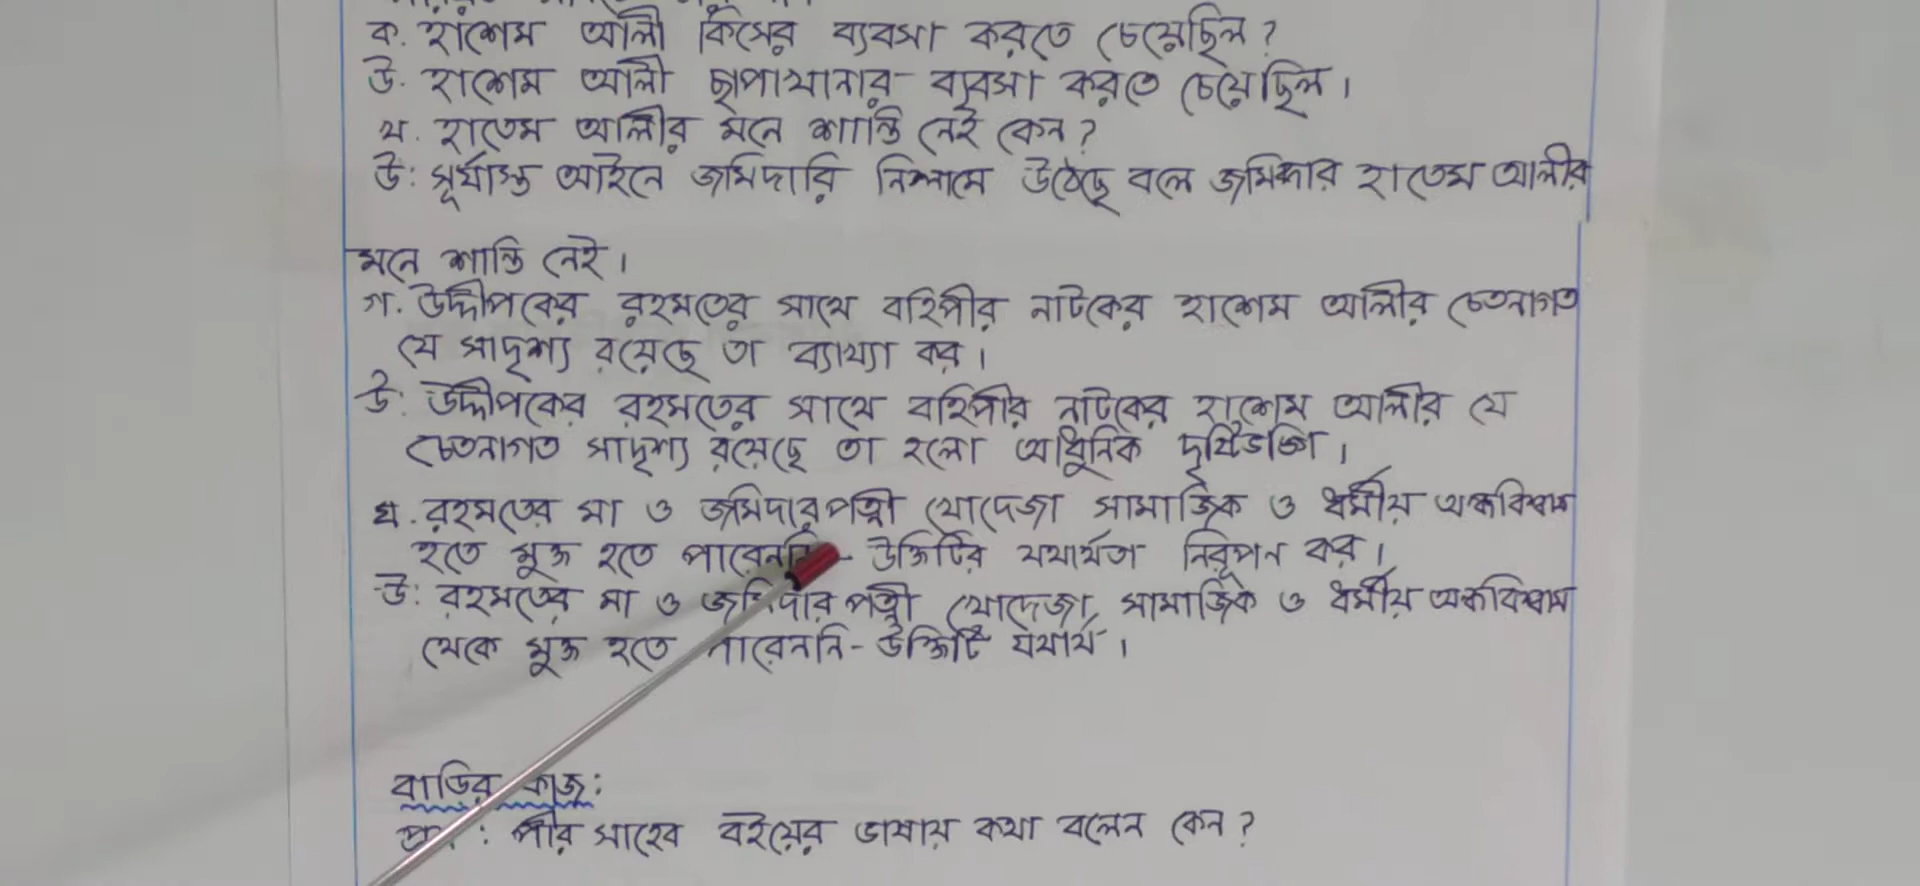 ক. হাশেম আলী কিসের ব্যবসা করতে চেয়েছিল?
উ: হাশেম আলী ছাপাখানার ব্যবসা করতে চেয়েছিল।
খ. হাতেম আলীর মনে শান্তি নেই কেন?
উ: সূর্যাস্ত আইনে জমিদারি নিলামে উঠেছে বলে জমিদার হাতেম আলীর
মনে শান্তি নেই।
গ. উদ্দীপকের রহমতের সাথে বহিপীর নাটকের হাশেম আলীর চেতনাগত
যে সাদৃশ্য রয়েছে তা ব্যাখ্যা কর।
উ: উদ্দীপকের রহমতের সাথে বহিপীর নাটকের হাশেম আলীর যে
চেতনাগত সাদৃশ্য রয়েছে তা হলো আধুনিক দৃষ্টিভঙ্গি।
ঘ. রহমতের মা ও জমিদারপত্নী খোদেজা সামাজিক ও ধর্মীয় অন্ধবিশ্বাস
হতে মুক্ত হতে পারেননি - উক্তিটির যথার্থতা নিরূপন কর।
উ: রহমতের মা ও জমিদার পত্নী খোদেজা সামাজিক ও ধর্মীয় অন্ধবিশ্বাস
থেকে মুক্ত হতে পারেননি - উক্তিটি যথার্থ।
বাড়ির কাজ:
পীর সাহেব বইয়ের ভাষায় কথা বলেন কেন?